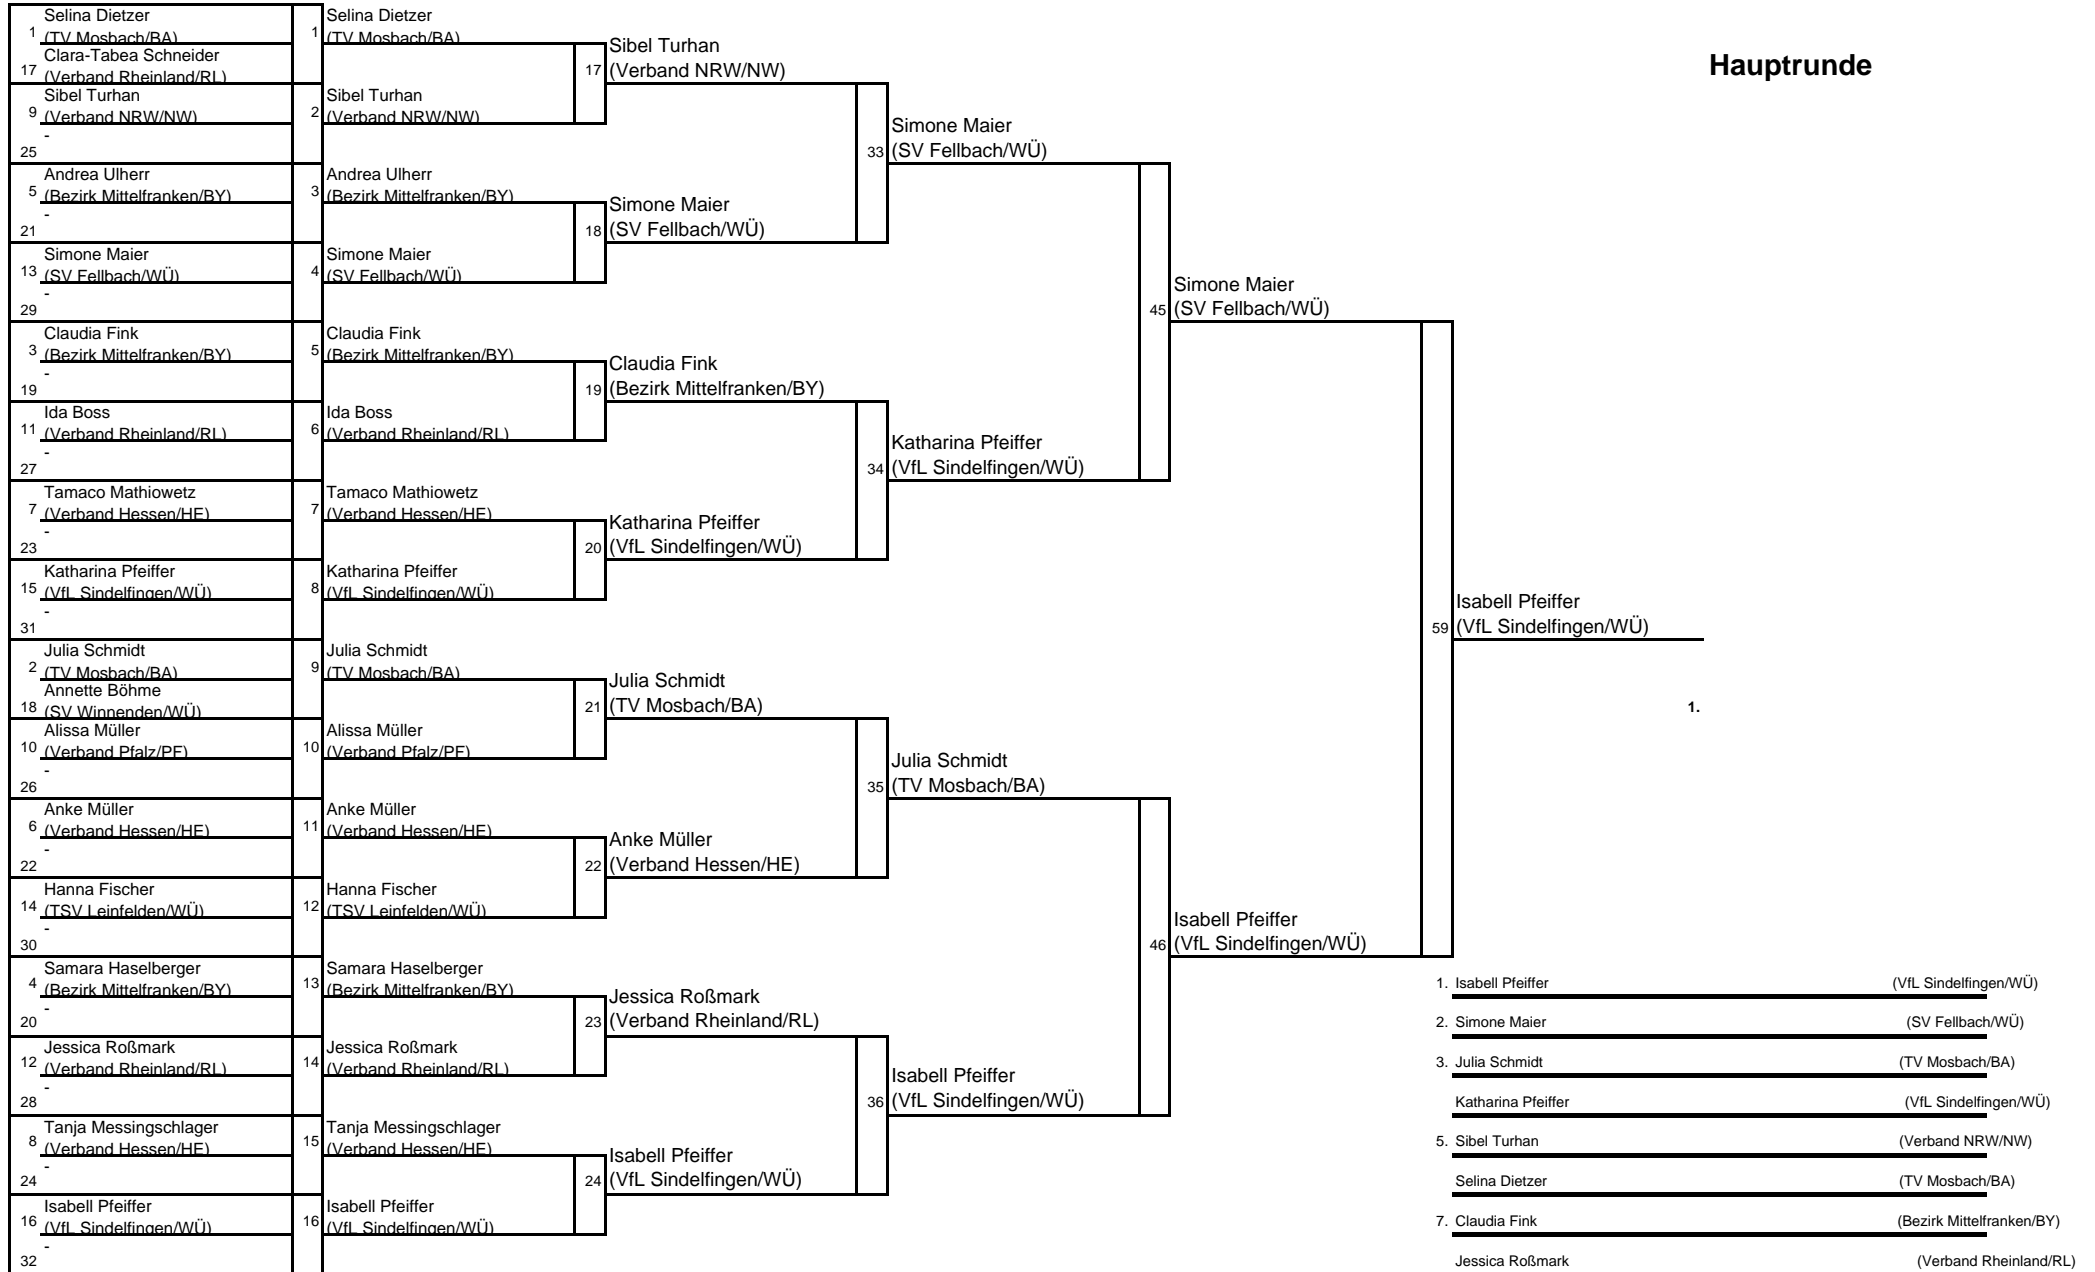 Hauptrunde
1 Selina Dietzer
(TV Mosbach/BA)
17 Clara-Tabea Schneider
(Verband Rheinland/RL)
9 Sibel Turhan
(Verband NRW/NW)
25 -
5 Andrea Ulherr
(Bezirk Mittelfranken/BY)
21 -
13 Simone Maier
(SV Fellbach/WÜ)
29 -
3 Claudia Fink
(Bezirk Mittelfranken/BY)
19 -
11 Ida Boss
(Verband Rheinland/RL)
27 -
7 Tamaco Mathiowetz
(Verband Hessen/HE)
23 -
15 Katharina Pfeiffer
(VfL Sindelfingen/WÜ)
31 -
2 Julia Schmidt
(TV Mosbach/BA)
18 Annette Böhme
(SV Winnenden/WÜ)
10 Alissa Müller
(Verband Pfalz/PF)
26 -
6 Anke Müller
(Verband Hessen/HE)
22 -
14 Hanna Fischer
(TSV Leinfelden/WÜ)
30 -
4 Samara Haselberger
(Bezirk Mittelfranken/BY)
20 -
12 Jessica Roßmark
(Verband Rheinland/RL)
28 -
8 Tanja Messingschlager
(Verband Hessen/HE)
24 -
16 Isabell Pfeiffer
(VfL Sindelfingen/WÜ)
32 -
1 Selina Dietzer
(TV Mosbach/BA)
2 Sibel Turhan
(Verband NRW/NW)
3 Andrea Ulherr
(Bezirk Mittelfranken/BY)
4 Simone Maier
(SV Fellbach/WÜ)
5 Claudia Fink
(Bezirk Mittelfranken/BY)
6 Ida Boss
(Verband Rheinland/RL)
7 Tamaco Mathiowetz
(Verband Hessen/HE)
8 Katharina Pfeiffer
(VfL Sindelfingen/WÜ)
9 Julia Schmidt
(TV Mosbach/BA)
10 Alissa Müller
(Verband Pfalz/PF)
11 Anke Müller
(Verband Hessen/HE)
12 Hanna Fischer
(TSV Leinfelden/WÜ)
13 Samara Haselberger
(Bezirk Mittelfranken/BY)
14 Jessica Roßmark
(Verband Rheinland/RL)
15 Tanja Messingschlager
(Verband Hessen/HE)
16 Isabell Pfeiffer
(VfL Sindelfingen/WÜ)
17 Sibel Turhan
(Verband NRW/NW)
18 Simone Maier
(SV Fellbach/WÜ)
19 Claudia Fink
(Bezirk Mittelfranken/BY)
20 Katharina Pfeiffer
(VfL Sindelfingen/WÜ)
21 Julia Schmidt
(TV Mosbach/BA)
22 Anke Müller
(Verband Hessen/HE)
23 Jessica Roßmark
(Verband Rheinland/RL)
24 Isabell Pfeiffer
(VfL Sindelfingen/WÜ)
33 Simone Maier
(SV Fellbach/WÜ)
34 Katharina Pfeiffer
(VfL Sindelfingen/WÜ)
35 Julia Schmidt
(TV Mosbach/BA)
36 Isabell Pfeiffer
(VfL Sindelfingen/WÜ)
45 Simone Maier
(SV Fellbach/WÜ)
46 Isabell Pfeiffer
(VfL Sindelfingen/WÜ)
59 Isabell Pfeiffer
(VfL Sindelfingen/WÜ)
1.
1. Isabell Pfeiffer (VfL Sindelfingen/WÜ)
2. Simone Maier (SV Fellbach/WÜ)
3. Julia Schmidt (TV Mosbach/BA)
Katharina Pfeiffer (VfL Sindelfingen/WÜ)
5. Sibel Turhan (Verband NRW/NW)
Selina Dietzer (TV Mosbach/BA)
7. Claudia Fink (Bezirk Mittelfranken/BY)
Jessica Roßmark (Verband Rheinland/RL)